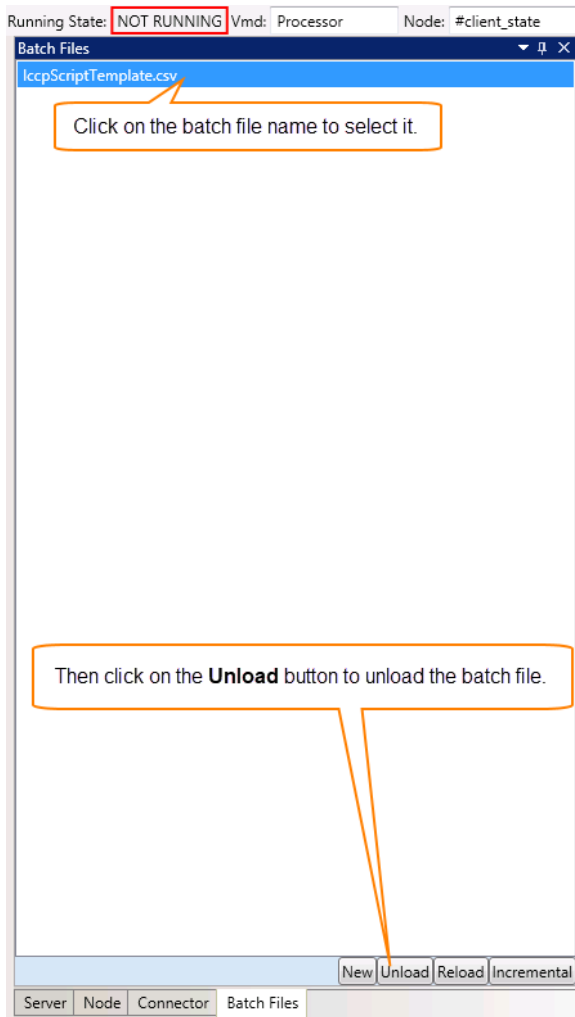 Running State: NOT RUNNING Vmd: Processor Node: #client_state
Batch Files
IccpScriptTemplate.csv
Click on the batch file name to select it.
Then click on the Unload button to unload the batch file.
New Unload Reload Incremental
Server Node Connector Batch Files